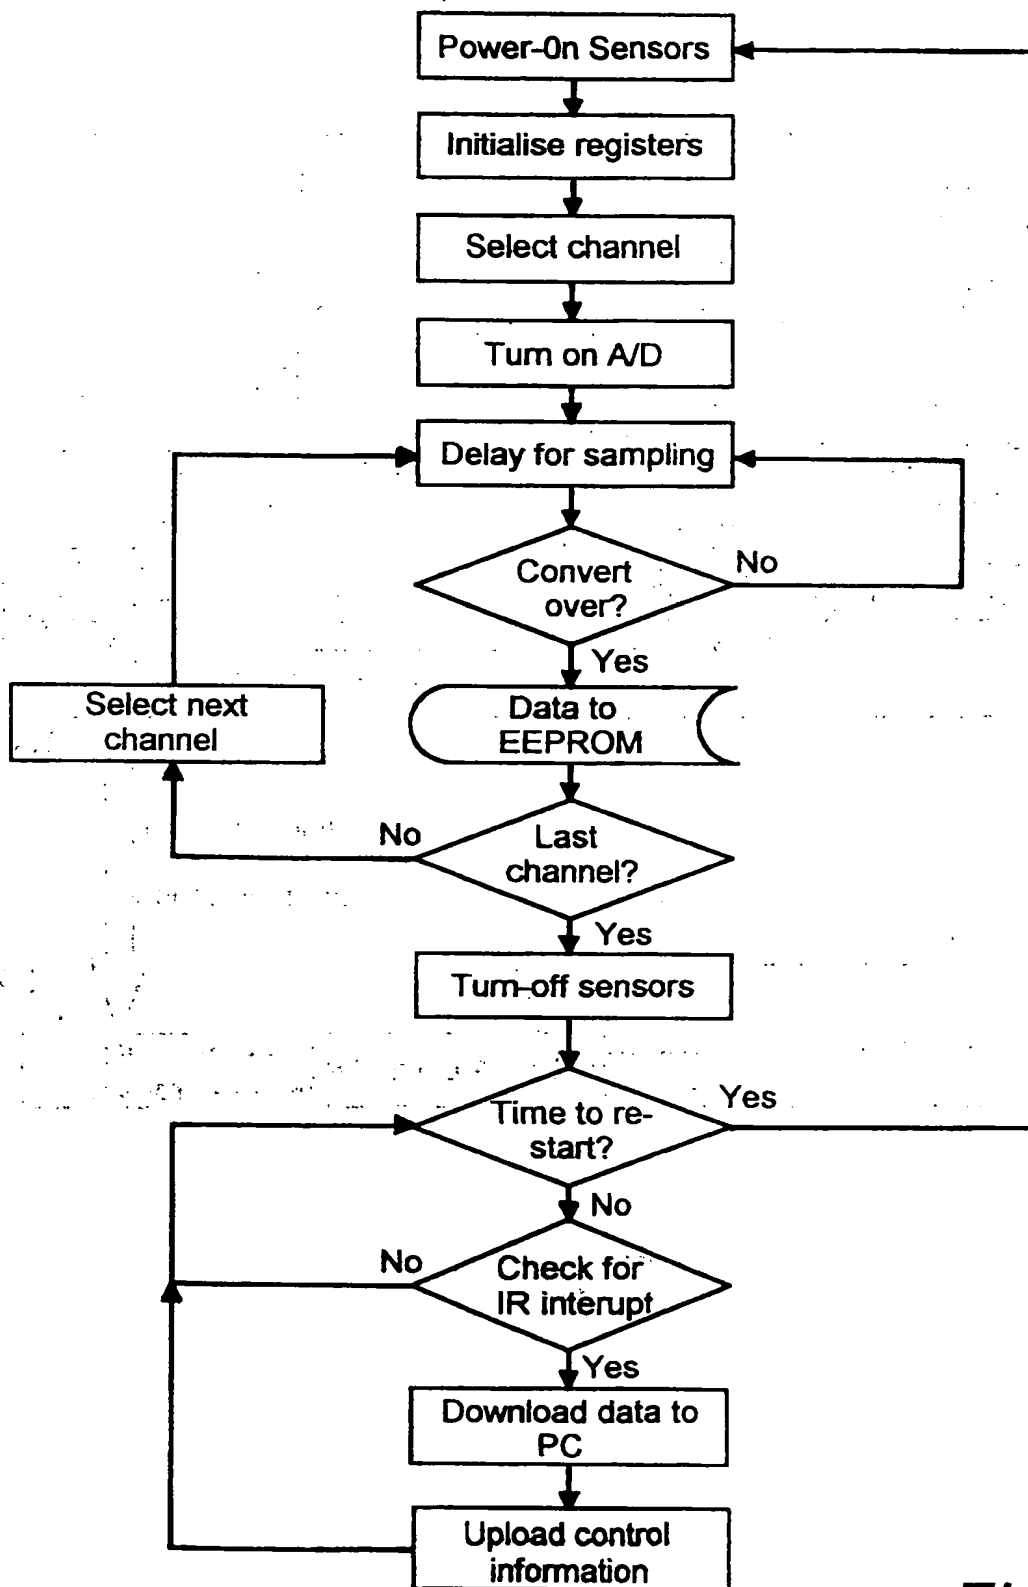 Power-0n Sensors
Initialise registers
Select channel
Turn on A/D
Delay for sampling
Convert
over?
No
Yes
Select next
channel
Data to
EEPROM
No
Last
channel?
Yes
Turn-off sensors
Time to re-
start?
Yes
No
No
Check for
IR interupt
Yes
Download data to
PC
Upload control
information